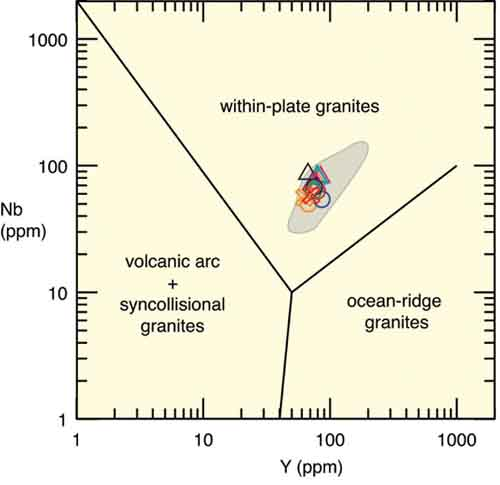 1000
within-plate granites
100
Nb
(ppm)
volcanic arc
+
syncollisional
granites
ocean-ridge
granites
10
1
1
10
100
1000
Y (ppm)